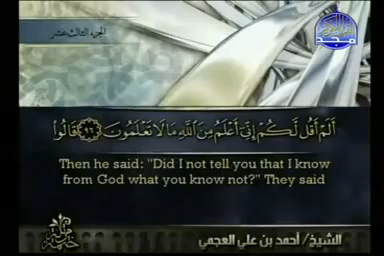 الجزء الثالث عشر
المجد
أَلَمْ أَقُل لَّكُمْ إِنِّي أَعْلَمُ مِنَ اللَّهِ مَا لَا تَعْلَمُونَ ﴿٩٦﴾ قَالُوا
Then he said: "Did I not tell you that I know
from God what you know not?" They said
الشيخ/ أحمد بن علي العجمي